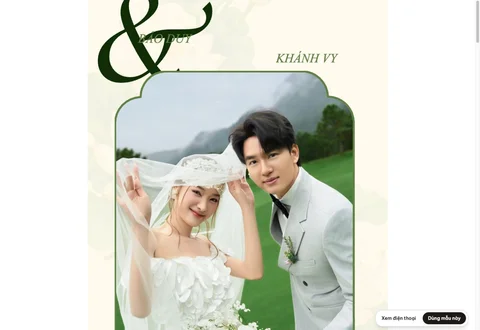 &
BẢO DUY
KHÁNH VY
Xem điện thoại
Dùng mẫu này